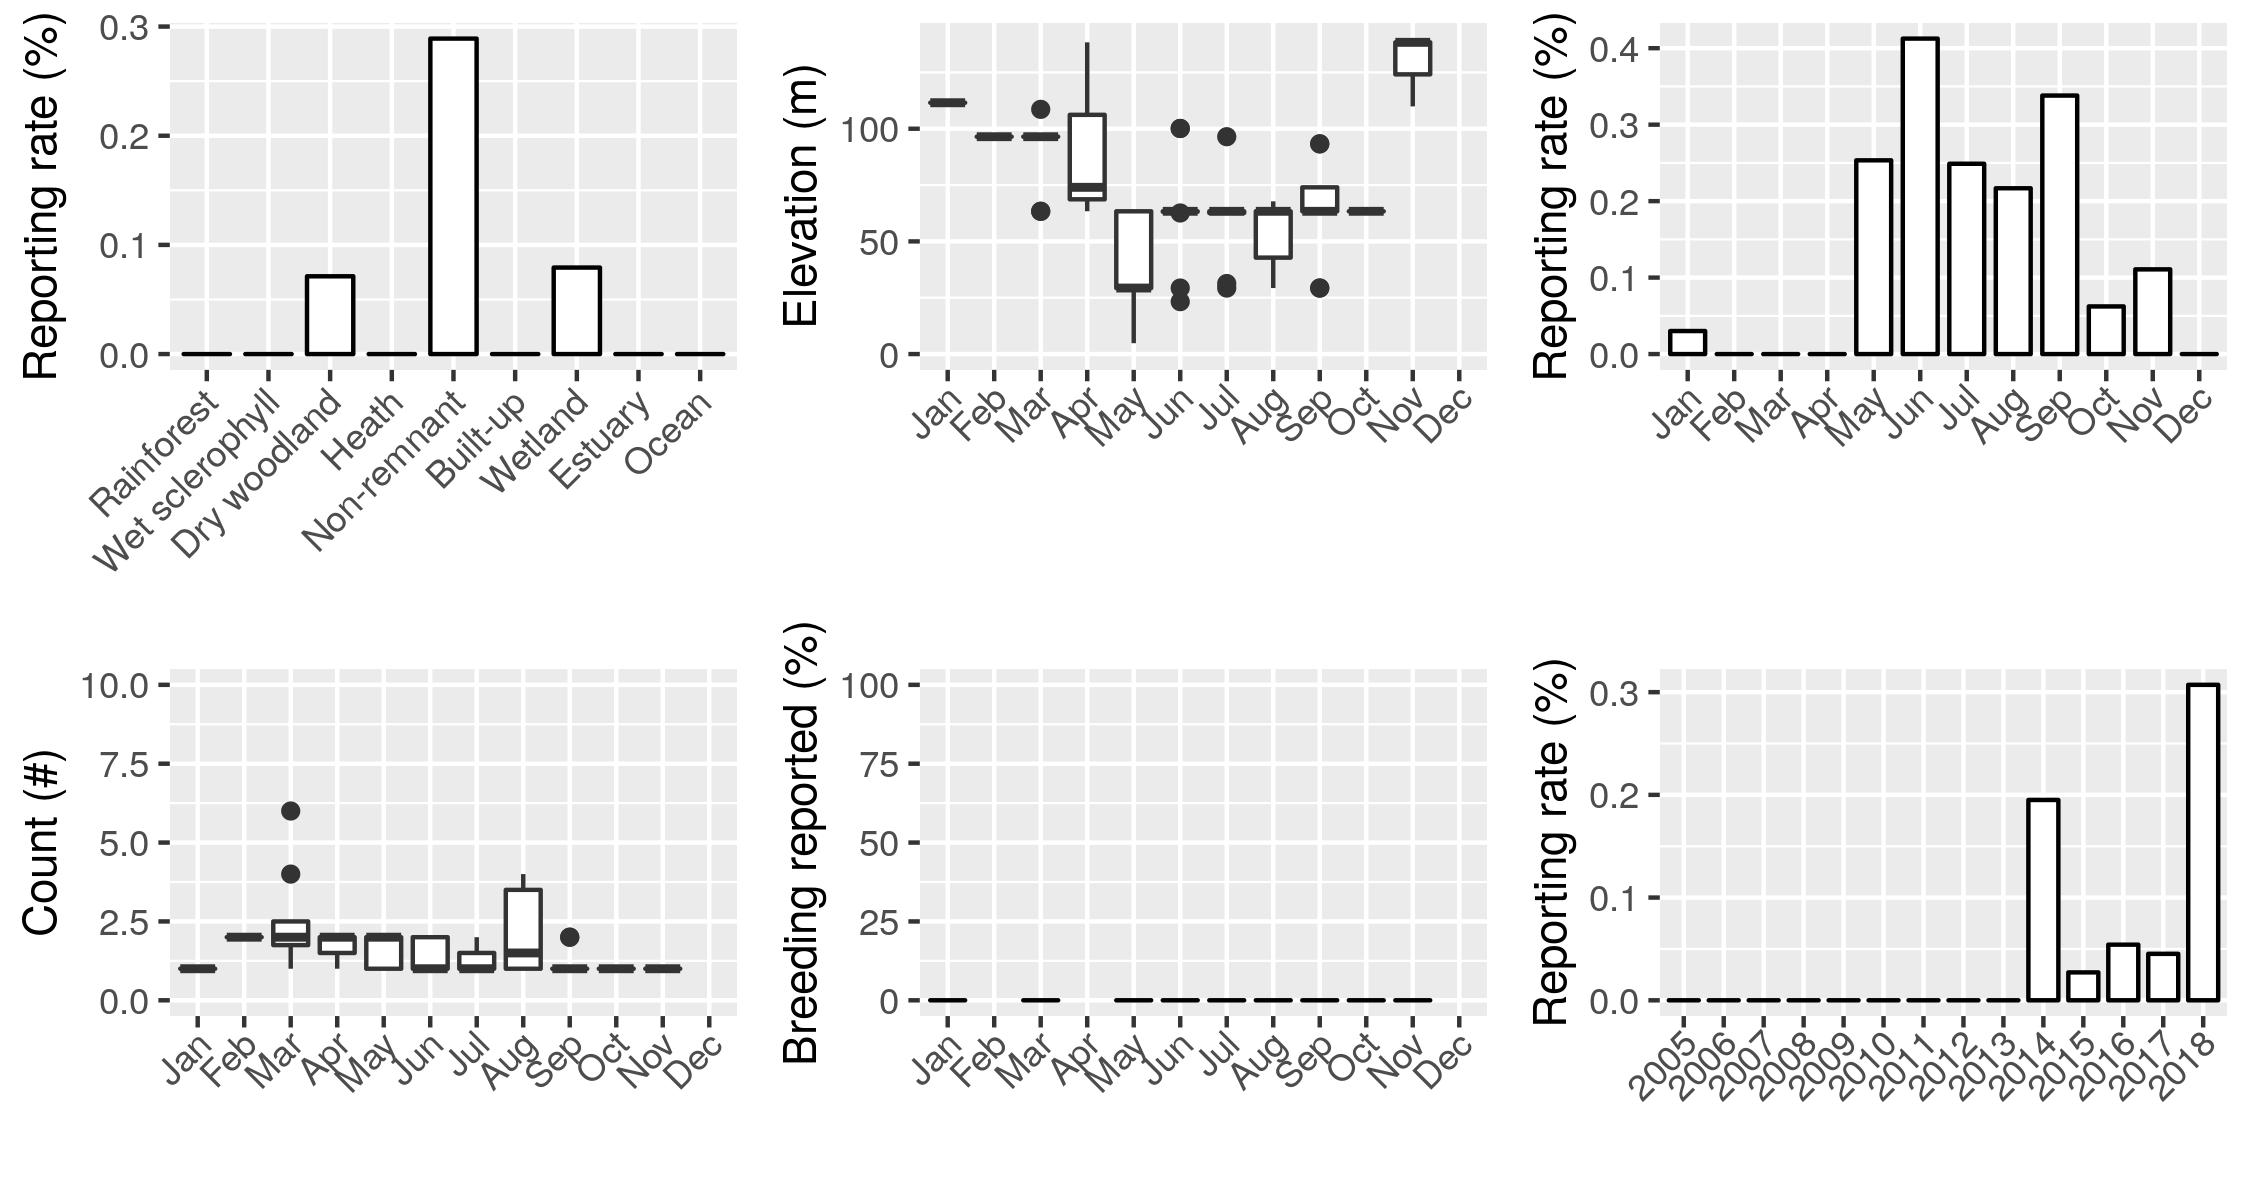 Reporting rate (%)
0.3
0.2
0.1
0.0
Rainforest
Wet sclerophyll
Dry woodland
Heath
Non-remnant
Built-up
Wetland
Estuary
Ocean
Elevation (m)
100
50
0
Jan
Feb
Mar
Apr
May
Jun
Jul
Aug
Sep
Oct
Nov
Dec
Reporting rate (%)
0.4
0.3
0.2
0.1
0.0
Jan
Feb
Mar
Apr
May
Jun
Jul
Aug
Sep
Oct
Nov
Dec
Count (#)
10.0
7.5
5.0
2.5
0.0
Jan
Feb
Mar
Apr
May
Jun
Jul
Aug
Sep
Oct
Nov
Dec
Breeding reported (%)
100
75
50
25
0
Jan
Feb
Mar
Apr
May
Jun
Jul
Aug
Sep
Oct
Nov
Dec
Reporting rate (%)
0.3
0.2
0.1
0.0
2005
2006
2007
2008
2009
2010
2011
2012
2013
2014
2015
2016
2017
2018